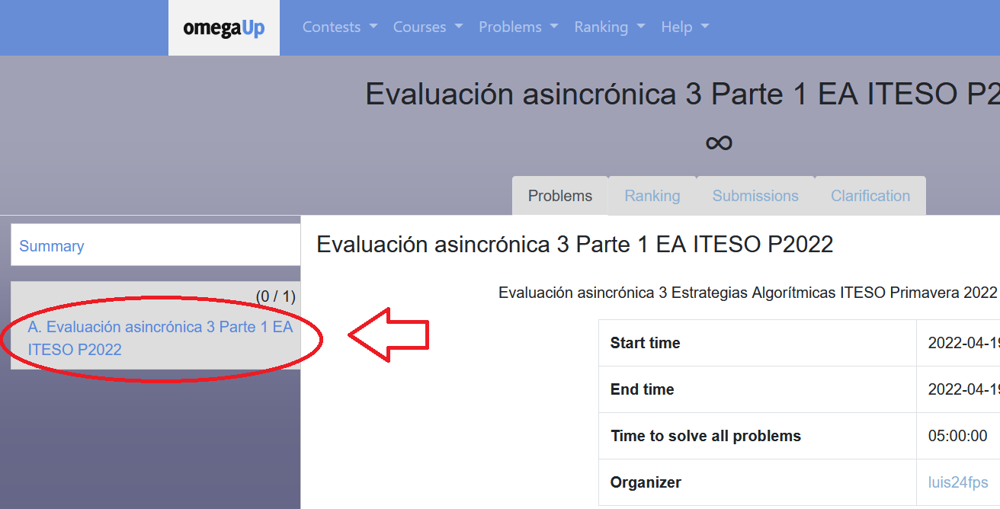 omegaUp Contests Courses Problems Ranking Help
Evaluación asincrónica 3 Parte 1 EA ITESO
∞
Problems Ranking Submissions Clarification
Summary
(0 / 1)
A. Evaluación asincrónica 3 Parte 1 EA
ITESO P2022
Evaluación asincrónica 3 Parte 1 EA ITESO P2022
Evaluación asincrónica 3 Estrategias Algorítmicas ITESO Primavera 2022
Start time 2022-04-19
End time 2022-04-19
Time to solve all problems 05:00:00
Organizer luis24fps